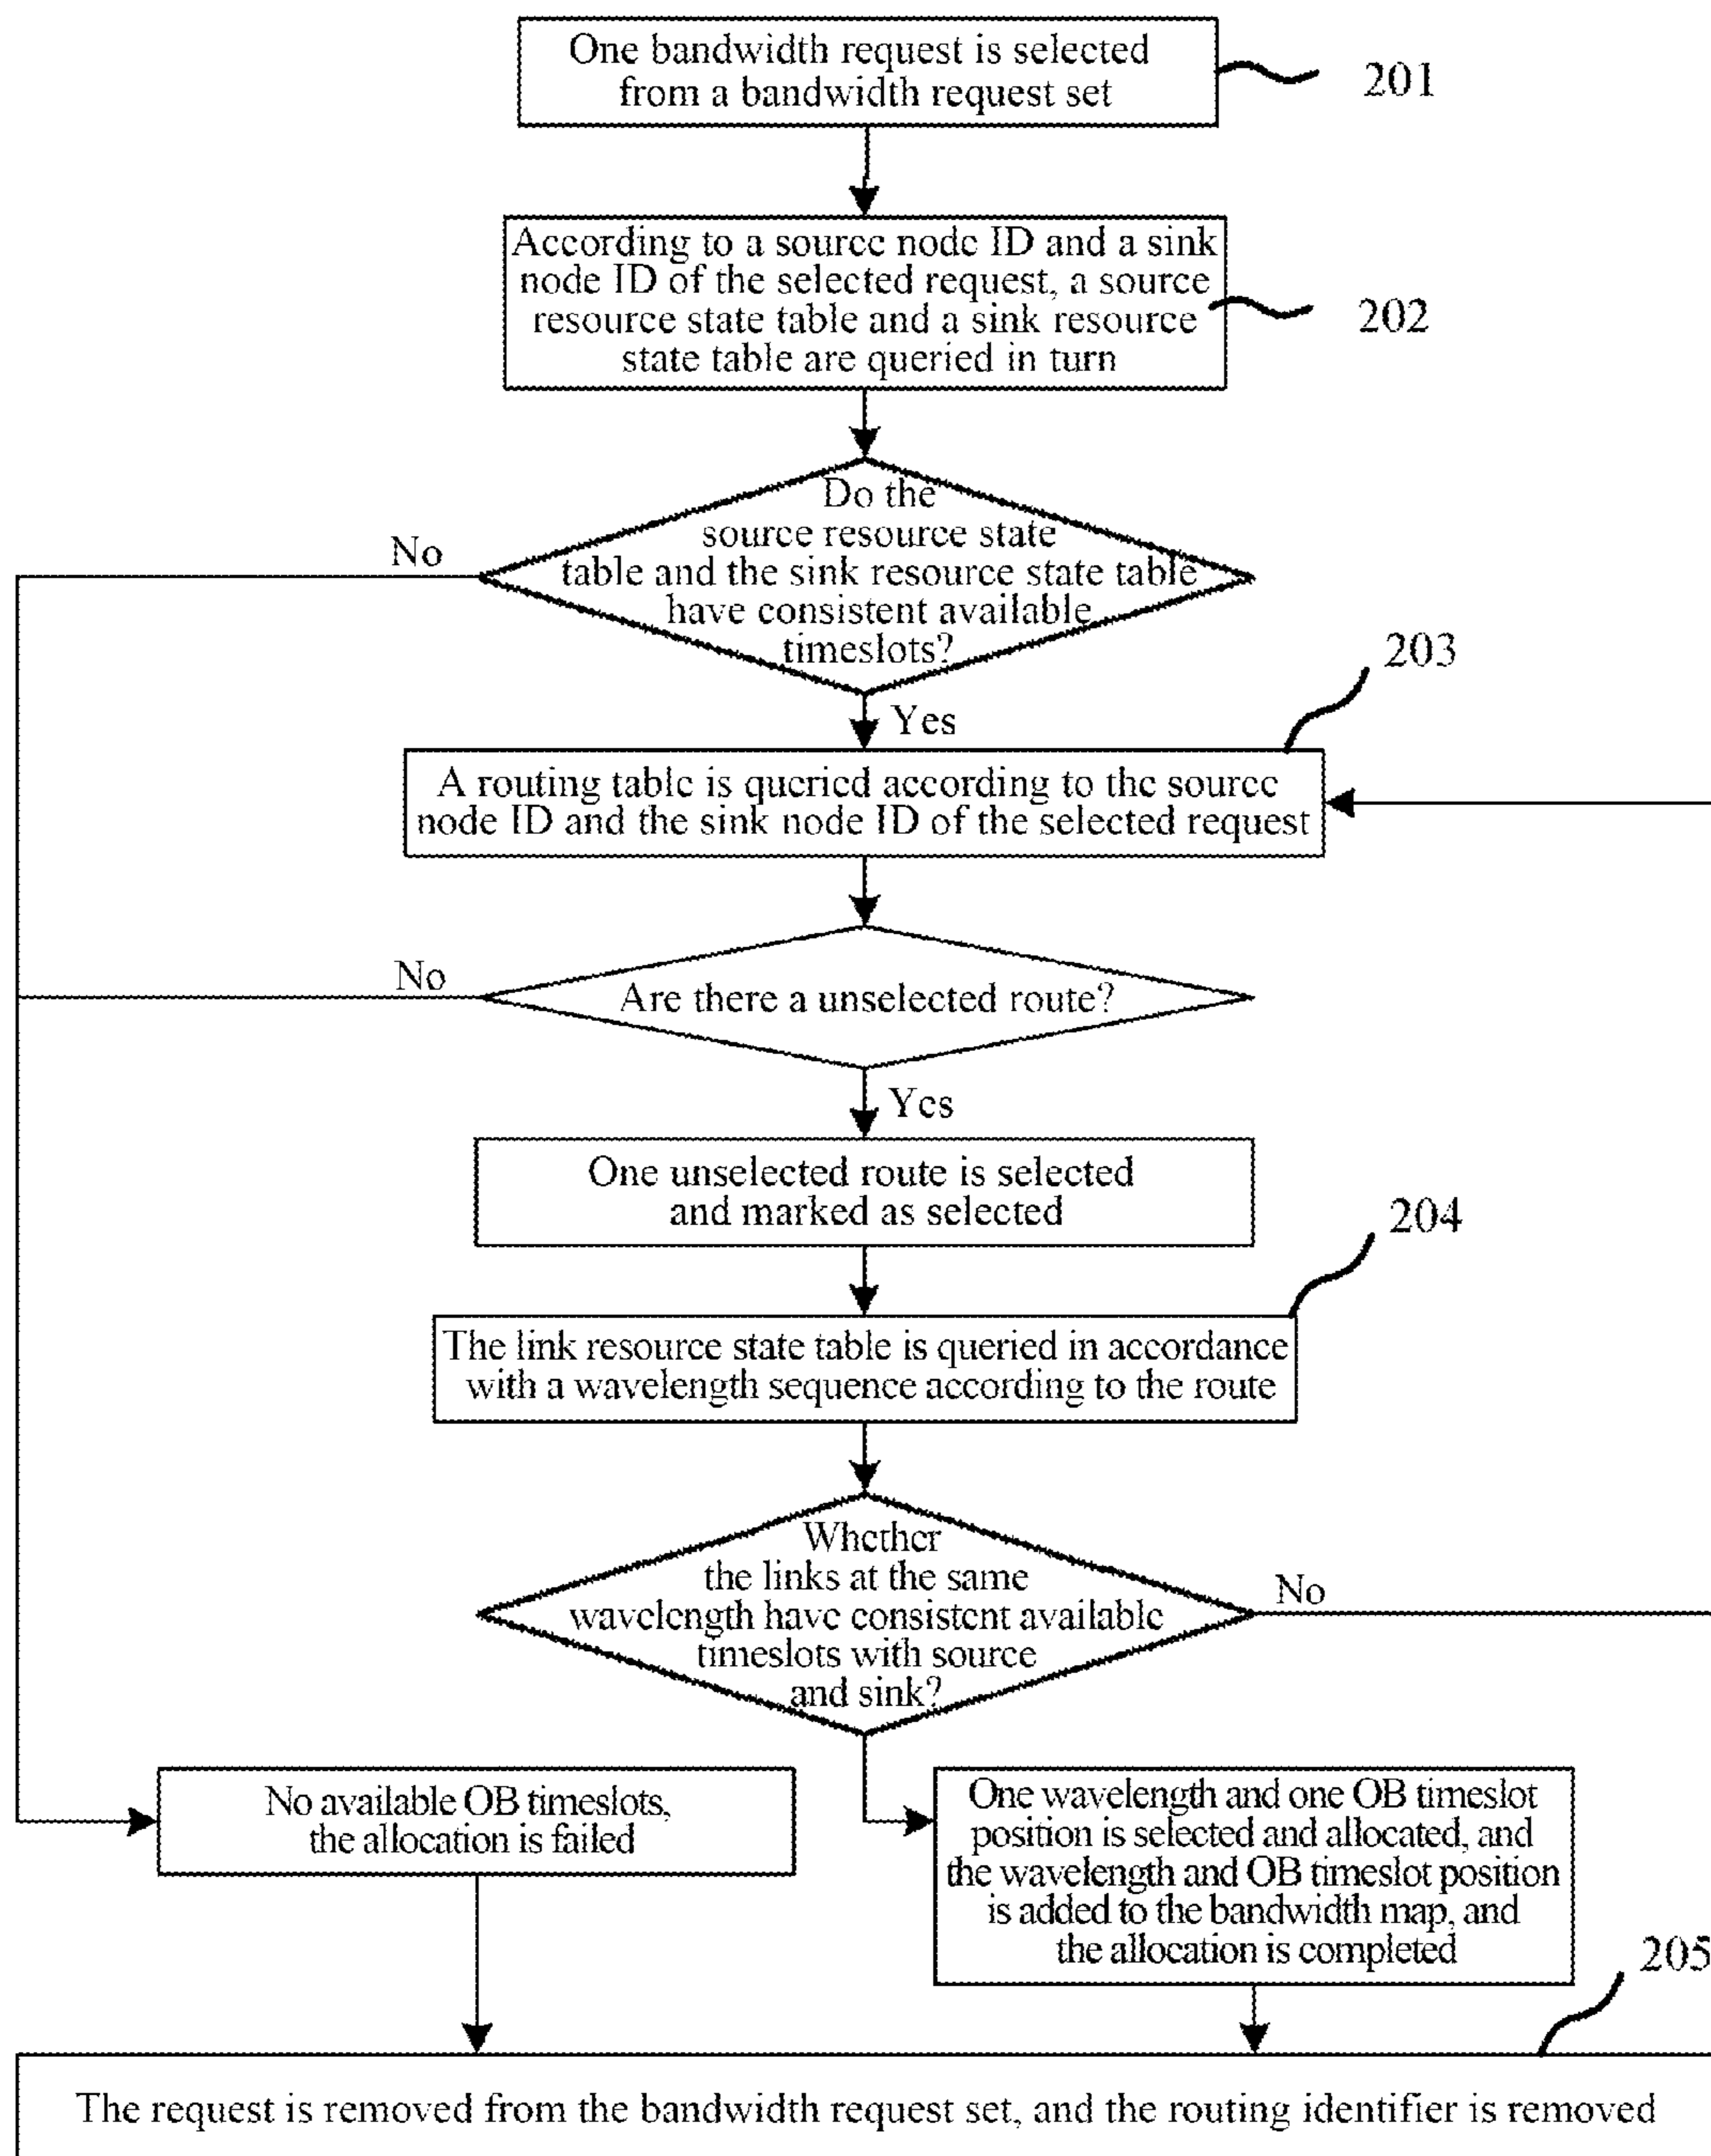 One bandwidth request is selected
from a bandwidth request set
201
According to a source node ID and a sink
node ID of the selected request, a source
resource state table and a sink resource
state table are queried in turn
202
Do the
source resource state
table and the sink resource state table
have consistent available
timeslots?
No
Yes
203
A routing table is queried according to the source
node ID and the sink node ID of the selected request
No
Are there a unselected route?
Yes
One unselected route is selected
and marked as selected
204
The link resource state table is queried in accordance
with a wavelength sequence according to the route
Whether
the links at the same
wavelength have consistent available
timeslots with source
and sink?
No
No available OB timeslots,
the allocation is failed
One wavelength and one OB timeslot
position is selected and allocated, and
the wavelength and OB timeslot position
is added to the bandwidth map, and
the allocation is completed
205
The request is removed from the bandwidth request set, and the routing identifier is removed